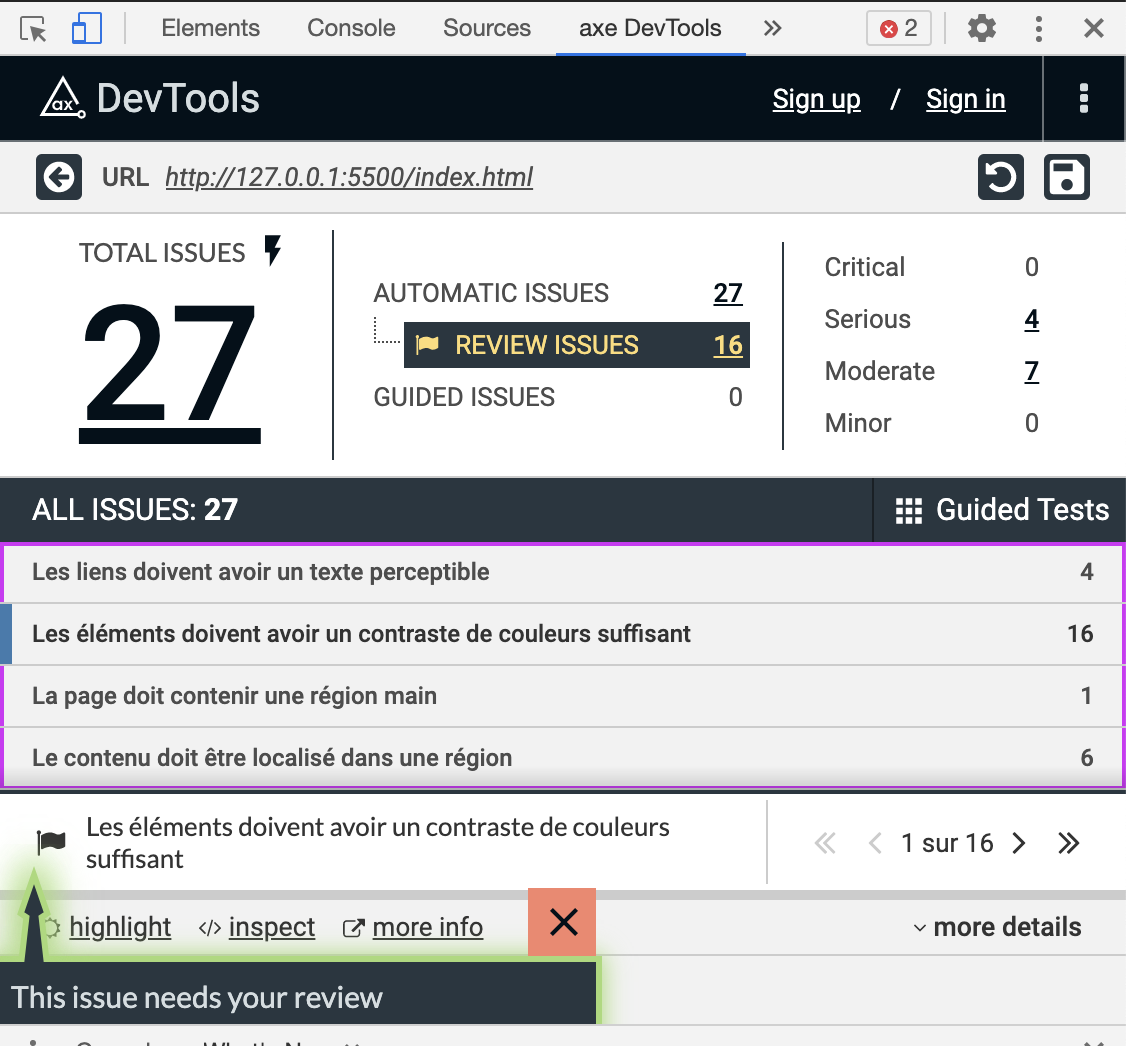 Elements Console Sources axe DevTools 2
ax DevTools Sign up / Sign in
URL http://127.0.0.1:5500/index.html
TOTAL ISSUES
27
AUTOMATIC ISSUES 27
REVIEW ISSUES 16
GUIDED ISSUES 0
Critical 0
Serious 4
Moderate 7
Minor 0
ALL ISSUES: 27 Guided Tests
Les liens doivent avoir un texte perceptible 4
Les éléments doivent avoir un contraste de couleurs suffisant 16
La page doit contenir une région main 1
Le contenu doit être localisé dans une région 6
Les éléments doivent avoir un contraste de couleurs
suffisant
1 sur 16
highlight </> inspect more info more details
This issue needs your review